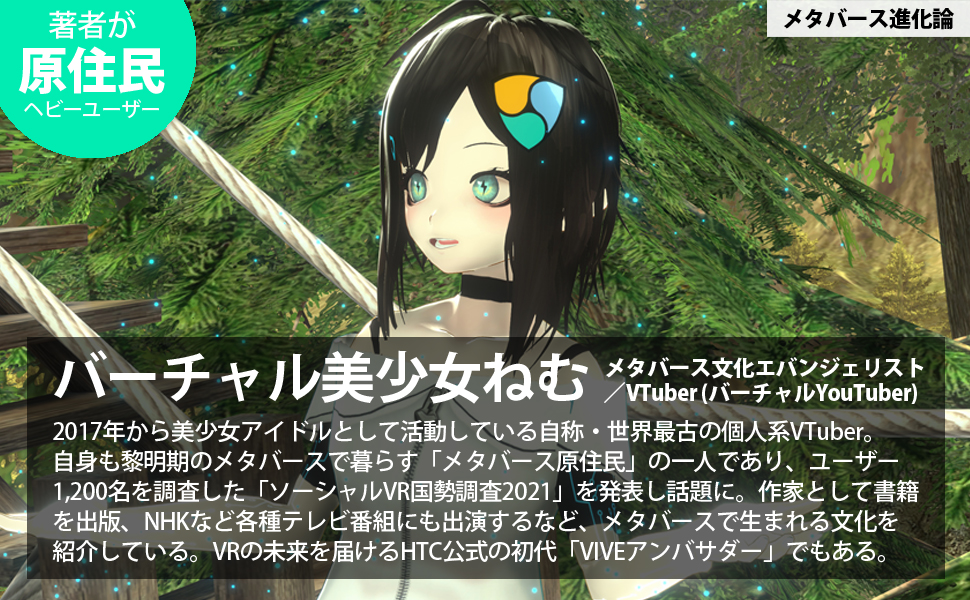 著者が
原住民
ヘビーユーザー
メタバース進化論
バーチャル美少女ねむ
メタバース文化エバンジェリスト
／VTuber (バーチャルYouTuber)
2017年から美少女アイドルとして活動している自称・世界最古の個人系VTuber。
自身も黎明期のメタバースで暮らす「メタバース原住民」の一人であり、ユーザー
1,200名を調査した「ソーシャルVR国勢調査2021」を発表し話題に。作家として書籍
を出版、NHKなど各種テレビ番組にも出演するなど、メタバースで生まれる文化を
紹介している。VRの未来を届けるHTC公式の初代「VIVEアンバサダー」でもある。